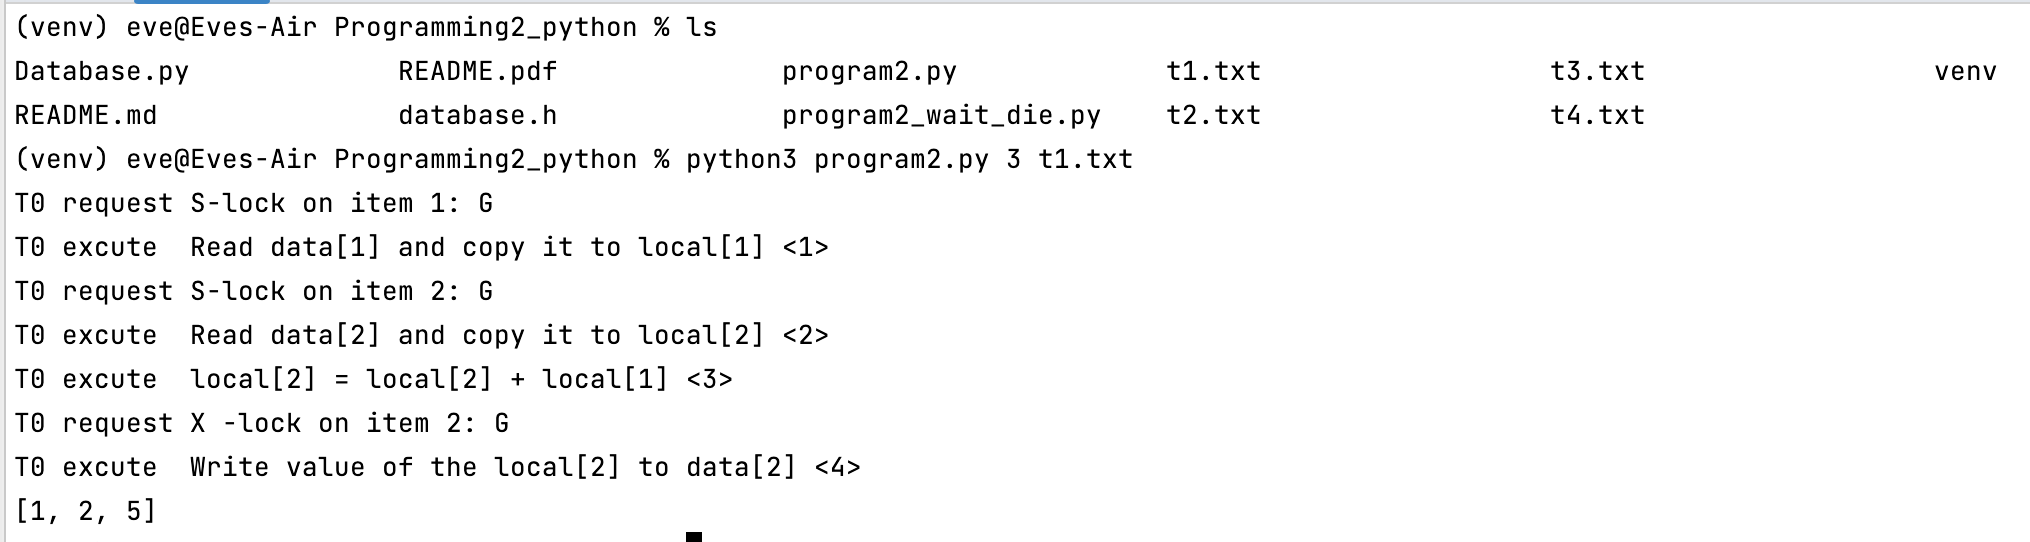 (venv) eve@Eves-Air Programming2_python % ls
Database.py README.pdf program2.py t1.txt t3.txt venv
README.md database.h program2_wait_die.py t2.txt t4.txt
(venv) eve@Eves-Air Programming2_python % python3 program2.py 3 t1.txt
T0 request S-lock on item 1: G
T0 excute  Read data[1] and copy it to local[1] <1>
T0 request S-lock on item 2: G
T0 excute  Read data[2] and copy it to local[2] <2>
T0 excute  local[2] = local[2] + local[1] <3>
T0 request X -lock on item 2: G
T0 excute  Write value of the local[2] to data[2] <4>
[1, 2, 5]